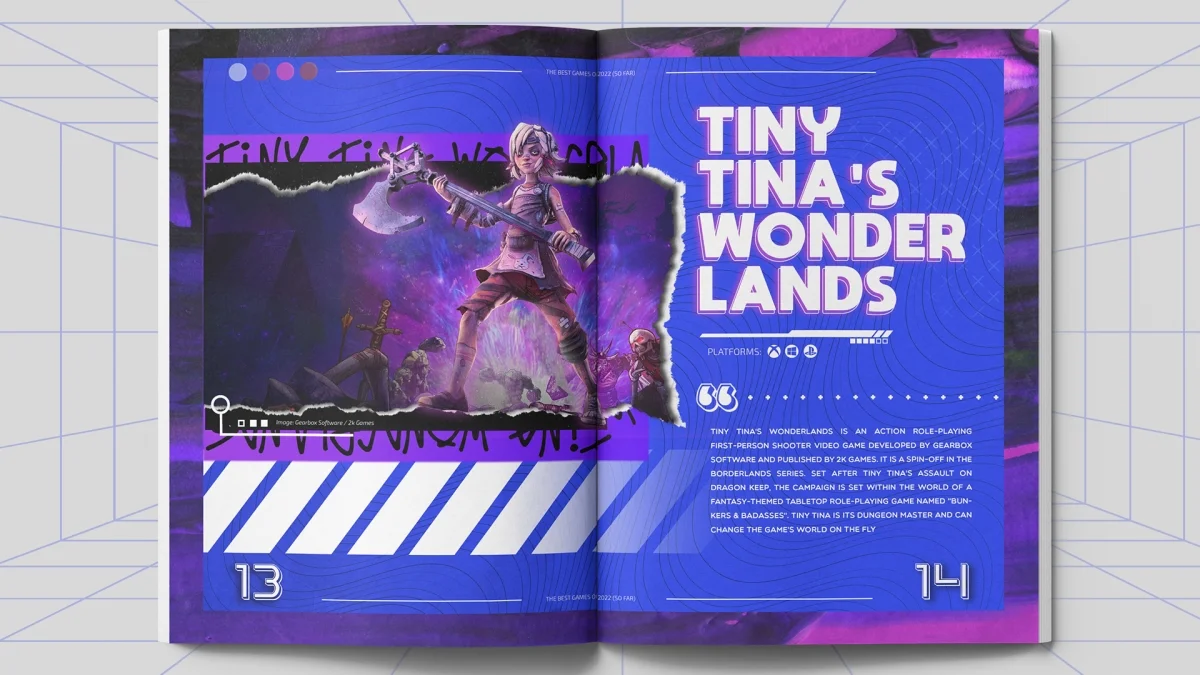 THE BEST GAMES OF 2022 (SO FAR)
TINY
TINA'S
WONDER
LANDS
PLATFORMS:
Image: Gearbox Software / 2k Games
TINY TINA'S WONDERLANDS IS AN ACTION ROLE-PLAYING
FIRST-PERSON SHOOTER VIDEO GAME DEVELOPED BY GEARBOX
SOFTWARE AND PUBLISHED BY 2K GAMES. IT IS A SPIN-OFF IN THE
BORDERLANDS SERIES. SET AFTER TINY TINA'S ASSAULT ON
DRAGON KEEP, THE CAMPAIGN IS SET WITHIN THE WORLD OF A
FANTASY-THEMED TABLETOP ROLE-PLAYING GAME NAMED "BUN-
KERS & BADASSES". TINY TINA IS ITS DUNGEON MASTER AND CAN
CHANGE THE GAME'S WORLD ON THE FLY
13
THE BEST GAMES OF 2022 (SO FAR)
14